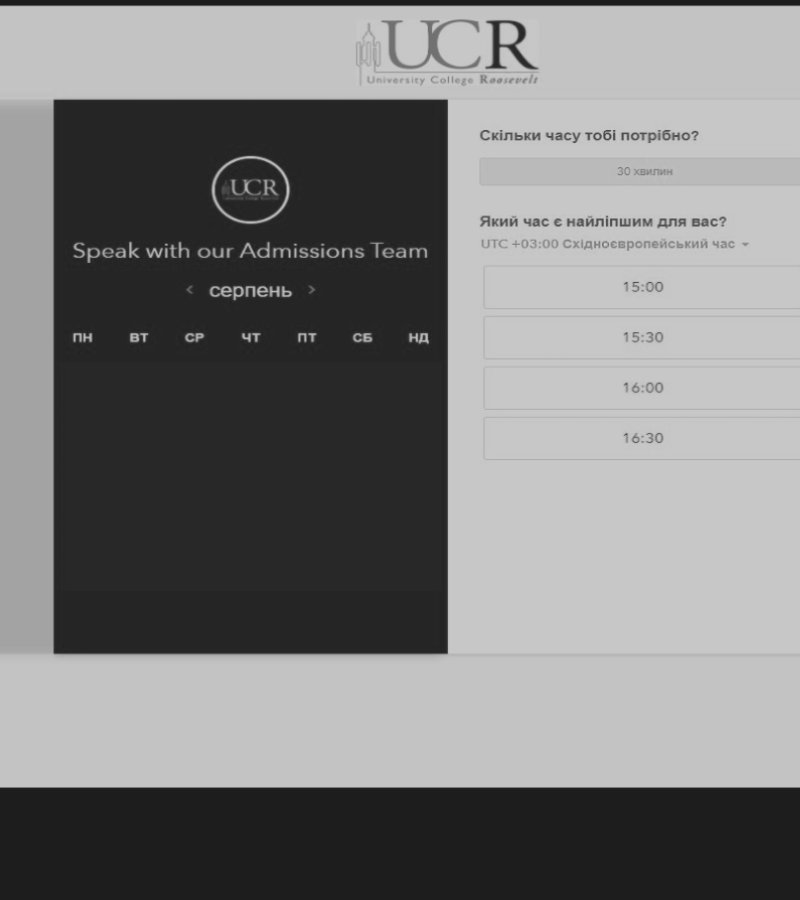 UCR
University College Roosevelt
UCR
Speak with our Admissions Team
< серпень >
ПН ВТ СР ЧТ ПТ СБ НД
Скільки часу тобі потрібно?
30 хвилин
Який час є найліпшим для вас?
UTC +03:00 Східноєвропейський час
15:00
15:30
16:00
16:30